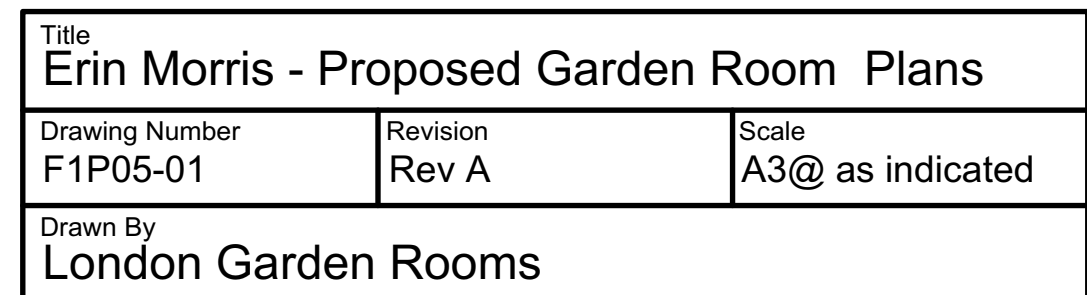 Title
Erin Morris - Proposed Garden Room Plans
Drawing Number Revision Scale
F1P05-01 Rev A A3@ as indicated
Drawn By
London Garden Rooms